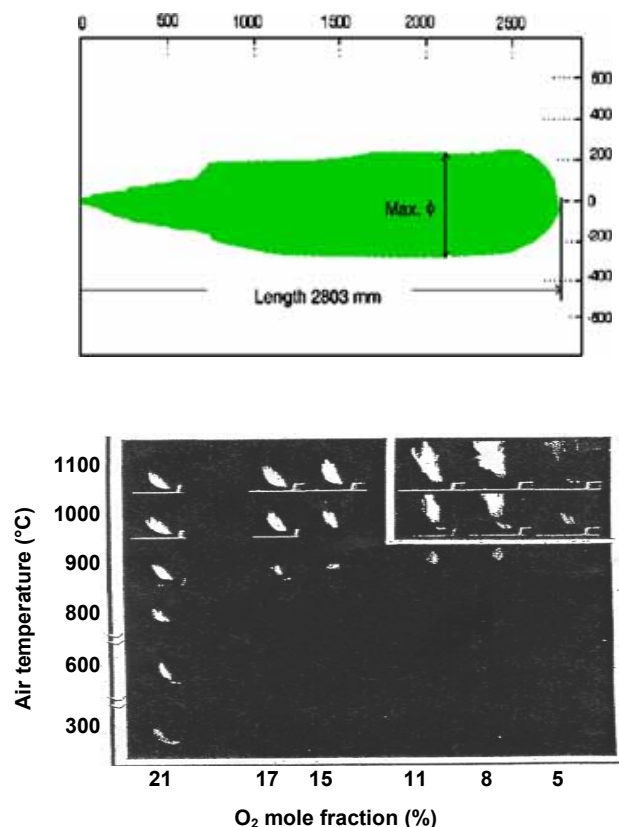 0 500 1000 1500 2000 2500
600
400
200
Max. ϕ
0
-200
-400
Length 2803 mm
-600
1100
1000
900
800
600
300
Air temperature (°C)
21 17 15 11 8 5
O₂ mole fraction (%)